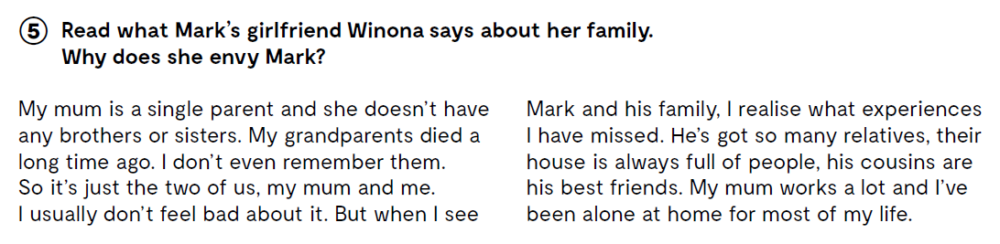 5 Read what Mark’s girlfriend Winona says about her family.
Why does she envy Mark?
My mum is a single parent and she doesn’t have
any brothers or sisters. My grandparents died a
long time ago. I don’t even remember them.
So it’s just the two of us, my mum and me.
I usually don’t feel bad about it. But when I see
Mark and his family, I realise what experiences
I have missed. He’s got so many relatives, their
house is always full of people, his cousins are
his best friends. My mum works a lot and I’ve
been alone at home for most of my life.